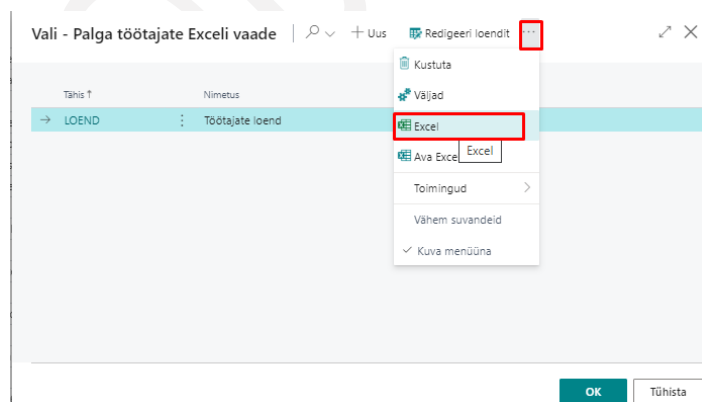 Vali - Palga töötajate Exceli vaade + Uus Redigeeri loendit ...
Kustuta
Tähis ↑ Nimetus Väljad
→ LOEND Töötajate loend Excel
Ava Exce Excel
Toimingud
Vähem suvandeid
Kuva menüüna
OK Tühista